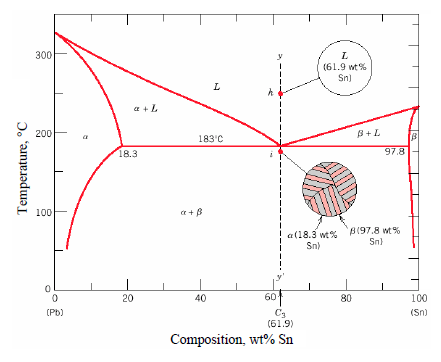 Temperature, °C
300
200
100
0
y
L
(61.9 wt%
Sn)
h
L
α + L
α
183°C
β + L
β
18.3
i
97.8
α + β
α(18.3 wt%
Sn)
β(97.8 wt%
Sn)
y'
0
20
40
60
80
100
(Pb)
C3
(Sn)
(61.9)
Composition, wt% Sn